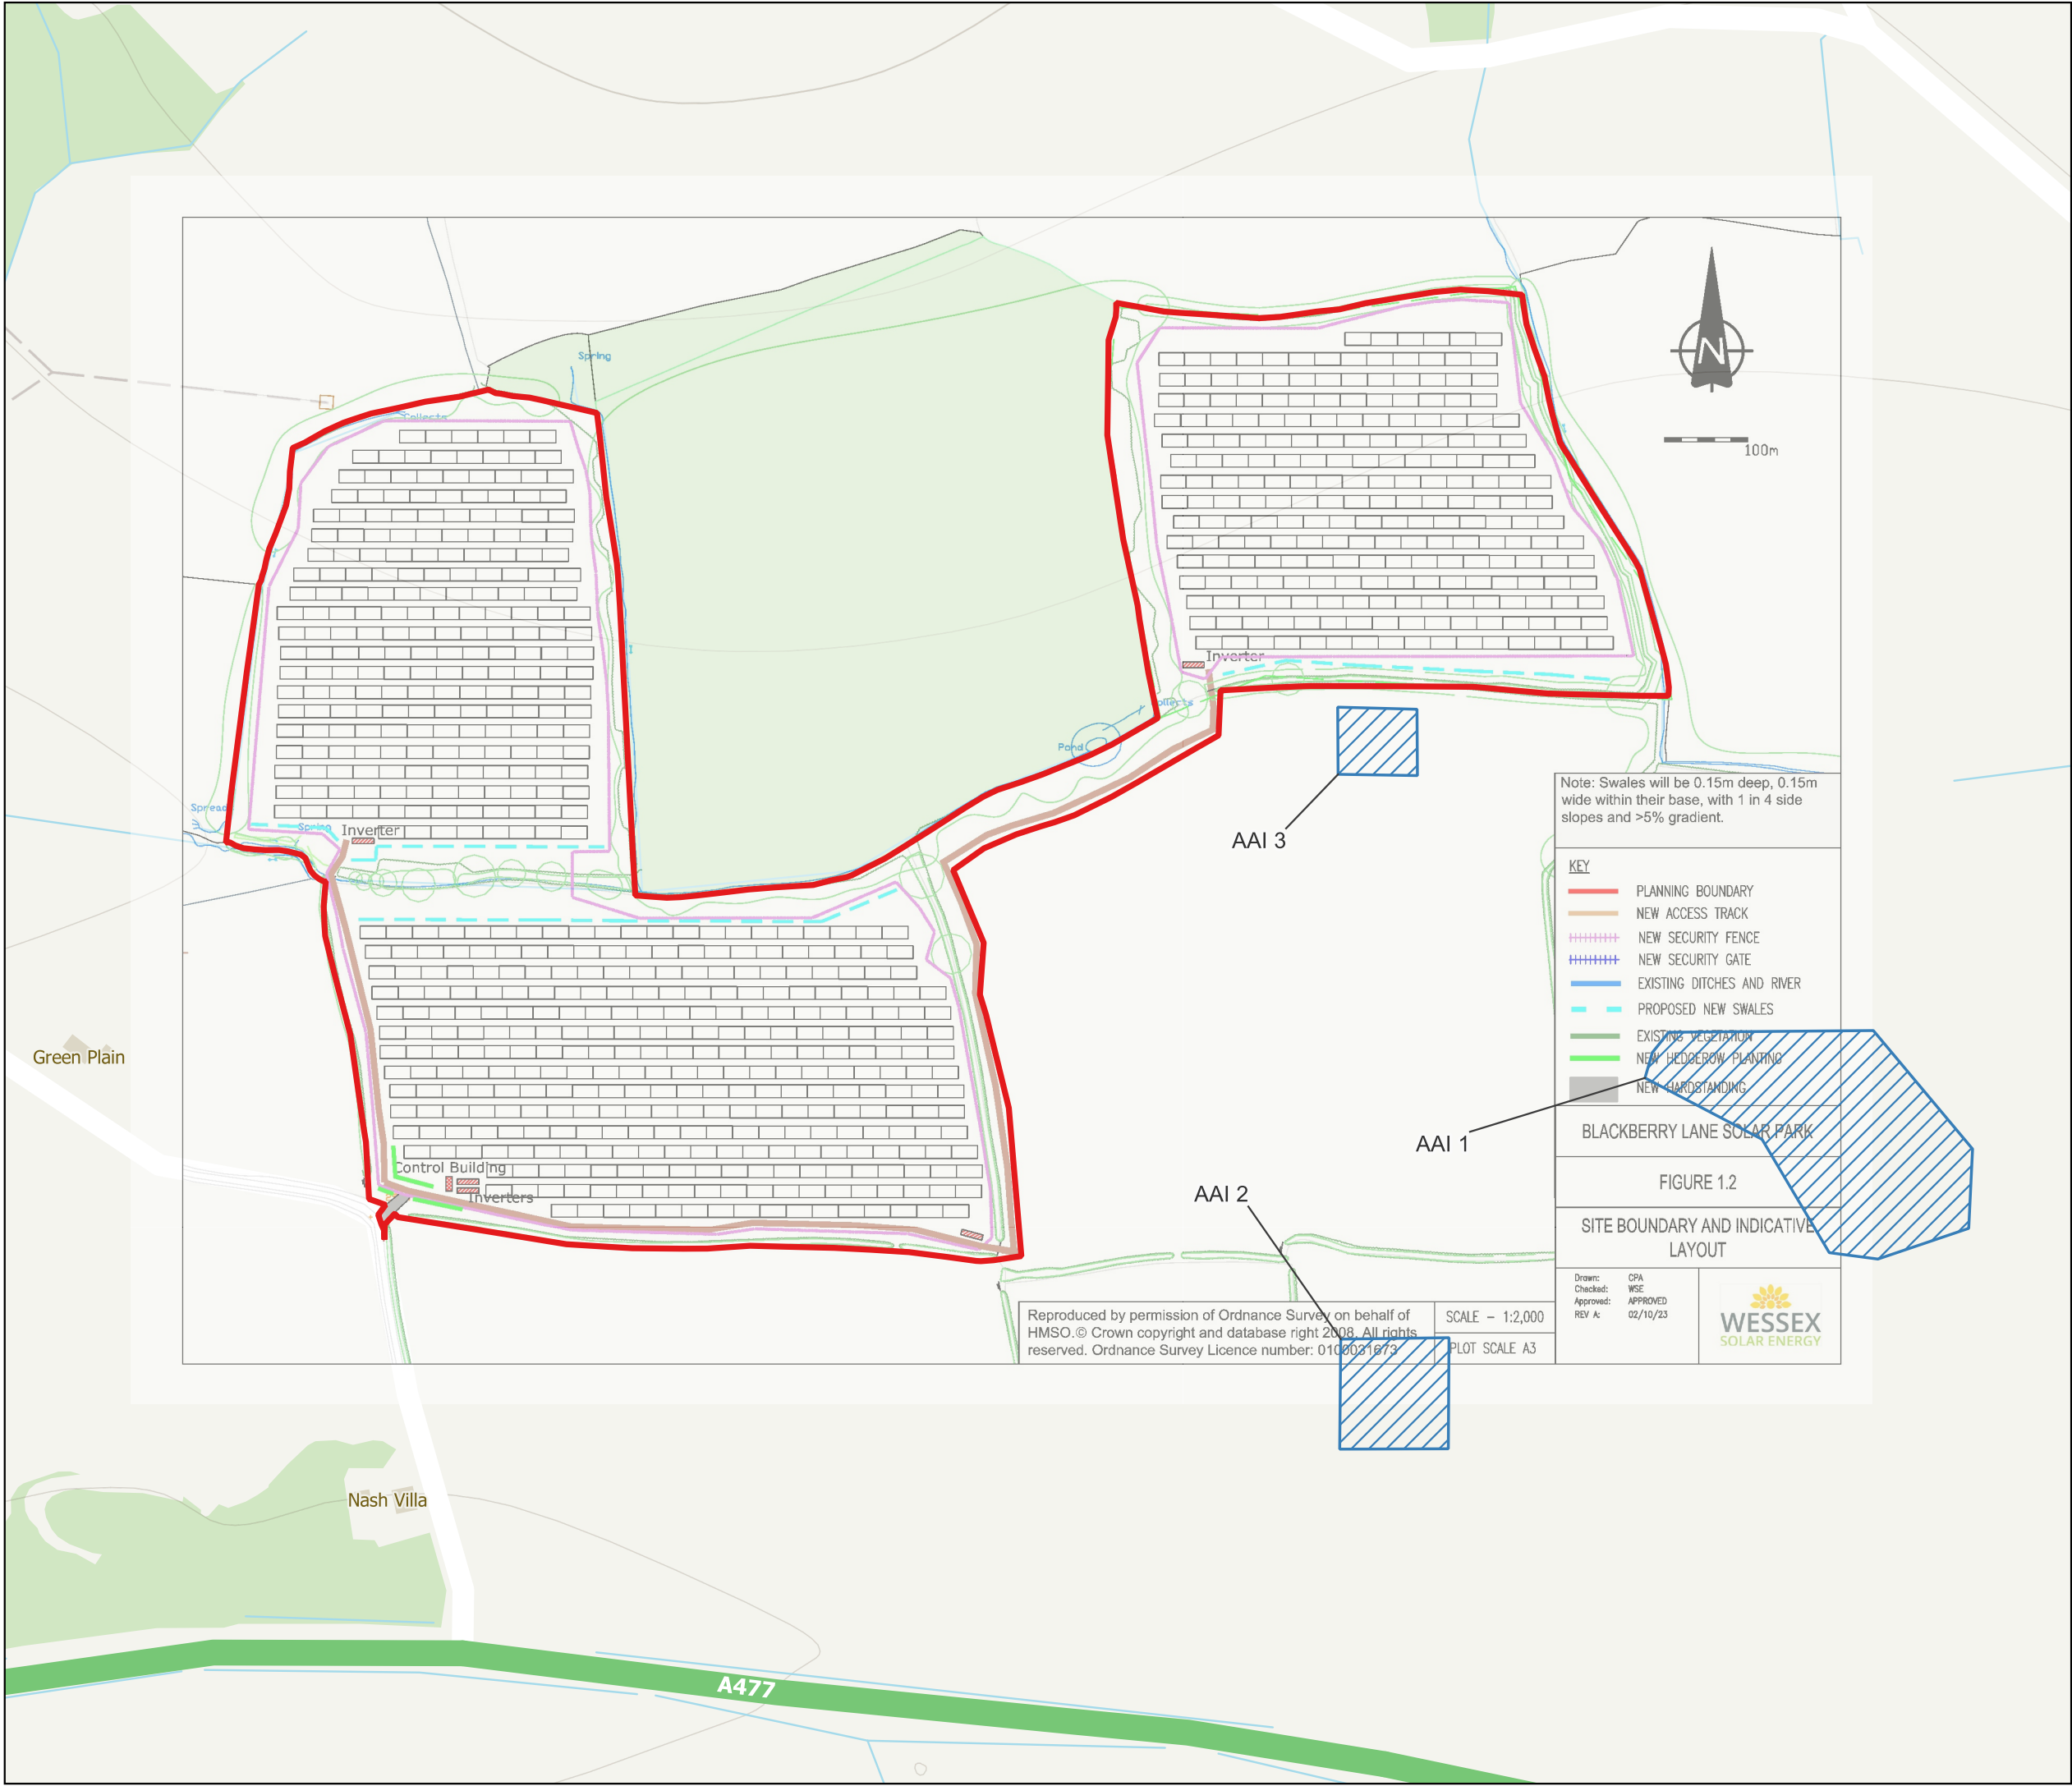 Spring
Collects
N
100m
Inverter
Collects
Pond
AAI 3
Spread
Spring
Inverter
Note: Swales will be 0.15m deep, 0.15m
wide within their base, with 1 in 4 side
slopes and >5% gradient.
KEY
PLANNING BOUNDARY
NEW ACCESS TRACK
NEW SECURITY FENCE
NEW SECURITY GATE
EXISTING DITCHES AND RIVER
PROPOSED NEW SWALES
EXISTING VEGETATION
NEW HEDGEROW PLANTING
NEW HARDSTANDING
Green Plain
AAI 1
BLACKBERRY LANE SOLAR PARK
Control Building
Inverters
AAI 2
FIGURE 1.2
SITE BOUNDARY AND INDICATIVE
LAYOUT
Drawn: CPA
Checked: WSE
Approved: APPROVED
REV A: 02/10/23
WESSEX
SOLAR ENERGY
Reproduced by permission of Ordnance Survey on behalf of
HMSO.© Crown copyright and database right 2008. All rights
reserved. Ordnance Survey Licence number: 0100031673
SCALE - 1:2,000
PLOT SCALE A3
Nash Villa
A477